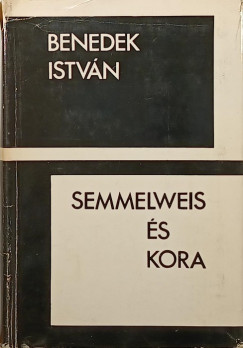 BENEDEK
ISTVÁN
SEMMELWEIS
ÉS
KORA